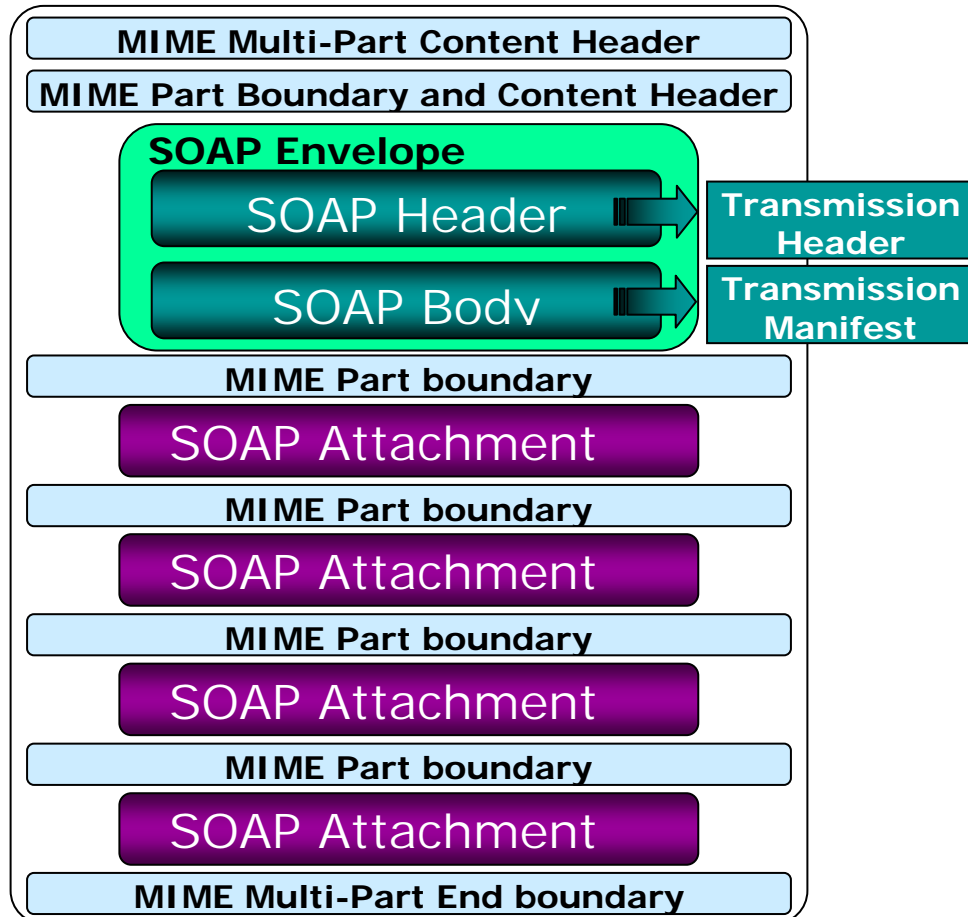 MIME Multi-Part Content Header
MIME Part Boundary and Content Header
SOAP Envelope
SOAP Header
Transmission
Header
SOAP Body
Transmission
Manifest
MIME Part boundary
SOAP Attachment
MIME Part boundary
SOAP Attachment
MIME Part boundary
SOAP Attachment
MIME Part boundary
SOAP Attachment
MIME Multi-Part End boundary